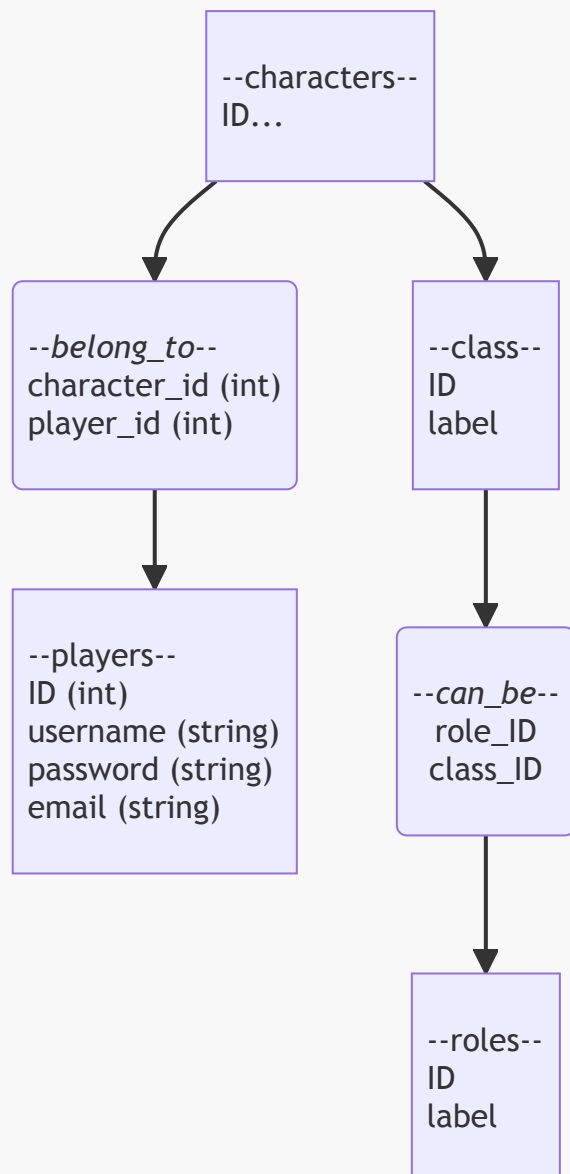 --characters--
ID...
--belong_to--
character_id (int)
player_id (int)
--class--
ID
label
--players--
ID (int)
username (string)
password (string)
email (string)
--can_be--
role_ID
class_ID
--roles--
ID
label